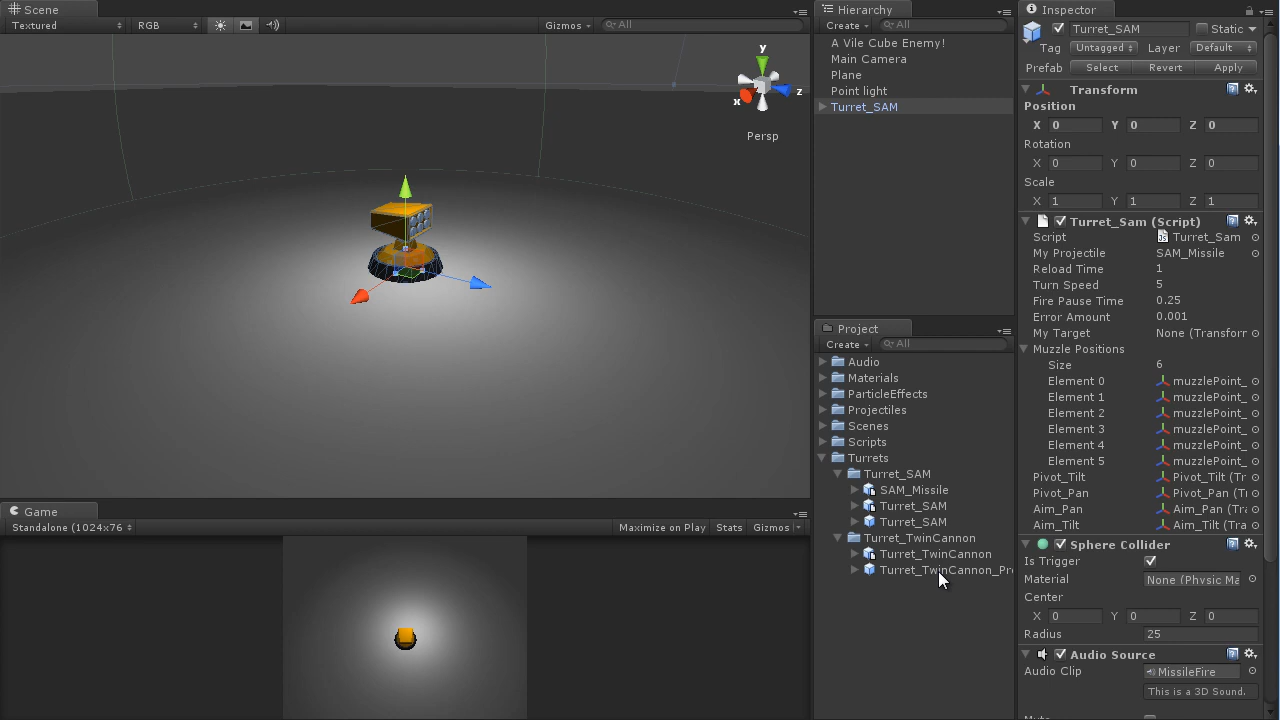 Scene
Textured RGB Gizmos All
y
x
z
Persp
Game
Standalone (1024x76 Maximize on Play Stats Gizmos
Hierarchy
Create All
A Vile Cube Enemy!
Main Camera
Plane
Point light
Turret_SAM
Project
Create All
Audio
Materials
ParticleEffects
Projectiles
Scenes
Scripts
Turrets
Turret_SAM
SAM_Missile
Turret_SAM
Turret_SAM
Turret_TwinCannon
Turret_TwinCannon
Turret_TwinCannon_Pr
Inspector
Turret_SAM Static
Tag Untagged Layer Default
Prefab Select Revert Apply
Transform
Position
X 0 Y 0 Z 0
Rotation
X 0 Y 0 Z 0
Scale
X 1 Y 1 Z 1
Turret_Sam (Script)
Script Turret_Sam
My Projectile SAM_Missile
Reload Time 1
Turn Speed 5
Fire Pause Time 0.25
Error Amount 0.001
My Target None (Transforr
Muzzle Positions
Size 6
Element 0 muzzlePoint_
Element 1 muzzlePoint_
Element 2 muzzlePoint_
Element 3 muzzlePoint_
Element 4 muzzlePoint_
Element 5 muzzlePoint_
Pivot_Tilt Pivot_Tilt (Tr
Pivot_Pan Pivot_Pan (Tr
Aim_Pan Aim_Pan (Tra
Aim_Tilt Aim_Tilt (Tra
Sphere Collider
Is Trigger
Material None (Physic Ma
Center
X 0 Y 0 Z 0
Radius 25
Audio Source
Audio Clip MissileFire
This is a 3D Sound.